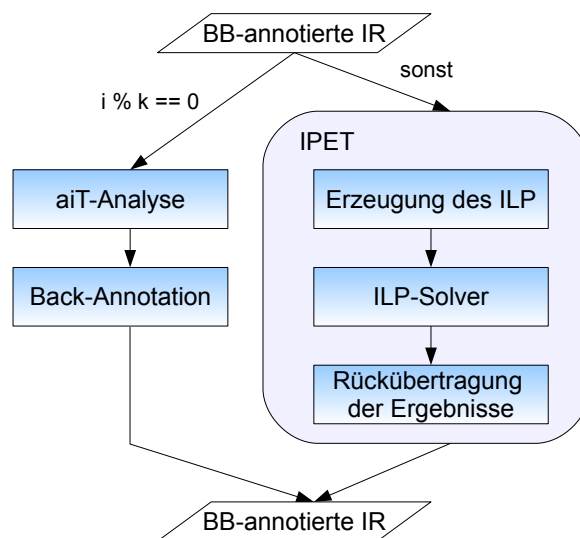 BB-annotierte IR
sonst
i % k == 0
IPET
aiT-Analyse
Back-Annotation
Erzeugung des ILP
ILP-Solver
Rückübertragung
der Ergebnisse
BB-annotierte IR